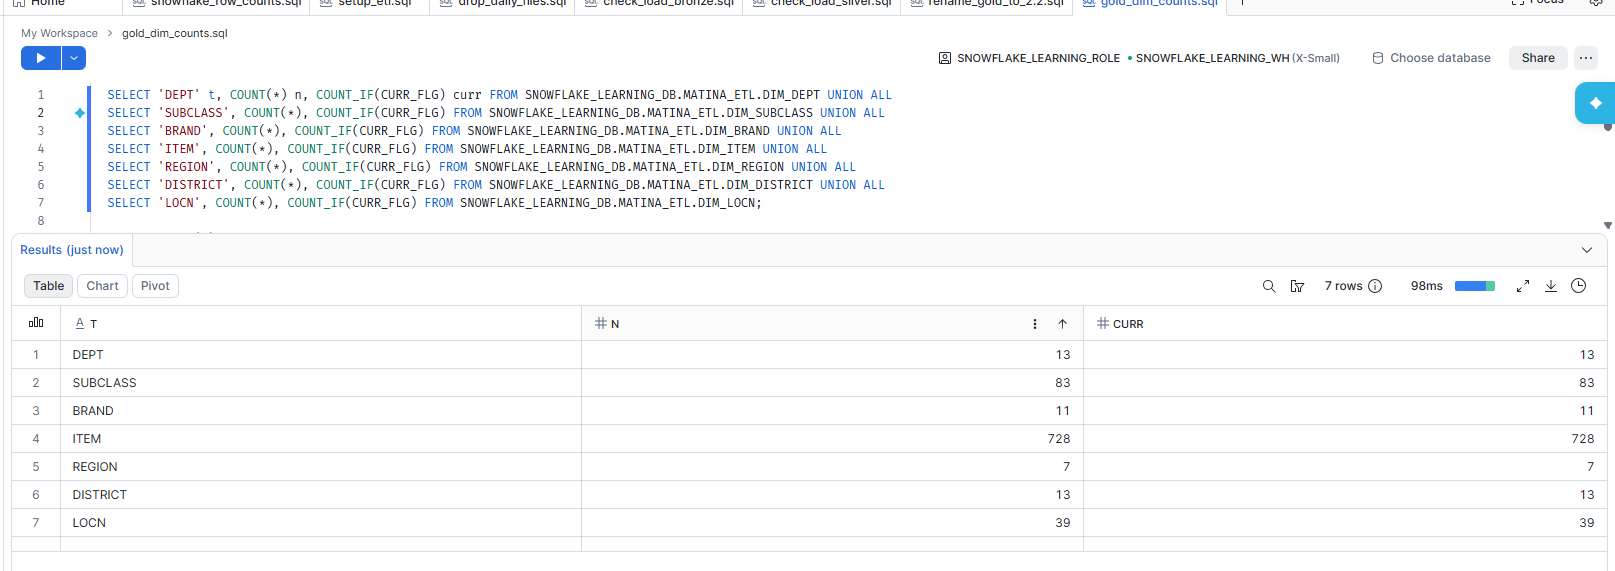 Home snowflake_row_counts.sql setup_etl.sql drop_daily_files.sql check_load_bronze.sql check_load_silver.sql rename_gold_to_2.2.sql gold_dim_counts.sql Focus
My Workspace > gold_dim_counts.sql
SNOWFLAKE_LEARNING_ROLE • SNOWFLAKE_LEARNING_WH (X-Small) Choose database Share ...
1 SELECT 'DEPT' t, COUNT(*) n, COUNT_IF(CURR_FLG) curr FROM SNOWFLAKE_LEARNING_DB.MATINA_ETL.DIM_DEPT UNION ALL
2 SELECT 'SUBCLASS', COUNT(*), COUNT_IF(CURR_FLG) FROM SNOWFLAKE_LEARNING_DB.MATINA_ETL.DIM_SUBCLASS UNION ALL
3 SELECT 'BRAND', COUNT(*), COUNT_IF(CURR_FLG) FROM SNOWFLAKE_LEARNING_DB.MATINA_ETL.DIM_BRAND UNION ALL
4 SELECT 'ITEM', COUNT(*), COUNT_IF(CURR_FLG) FROM SNOWFLAKE_LEARNING_DB.MATINA_ETL.DIM_ITEM UNION ALL
5 SELECT 'REGION', COUNT(*), COUNT_IF(CURR_FLG) FROM SNOWFLAKE_LEARNING_DB.MATINA_ETL.DIM_REGION UNION ALL
6 SELECT 'DISTRICT', COUNT(*), COUNT_IF(CURR_FLG) FROM SNOWFLAKE_LEARNING_DB.MATINA_ETL.DIM_DISTRICT UNION ALL
7 SELECT 'LOCN', COUNT(*), COUNT_IF(CURR_FLG) FROM SNOWFLAKE_LEARNING_DB.MATINA_ETL.DIM_LOCN;
8
Results (just now)
Table Chart Pivot 7 rows 98ms
A T # N # CURR
1 DEPT 13 13
2 SUBCLASS 83 83
3 BRAND 11 11
4 ITEM 728 728
5 REGION 7 7
6 DISTRICT 13 13
7 LOCN 39 39